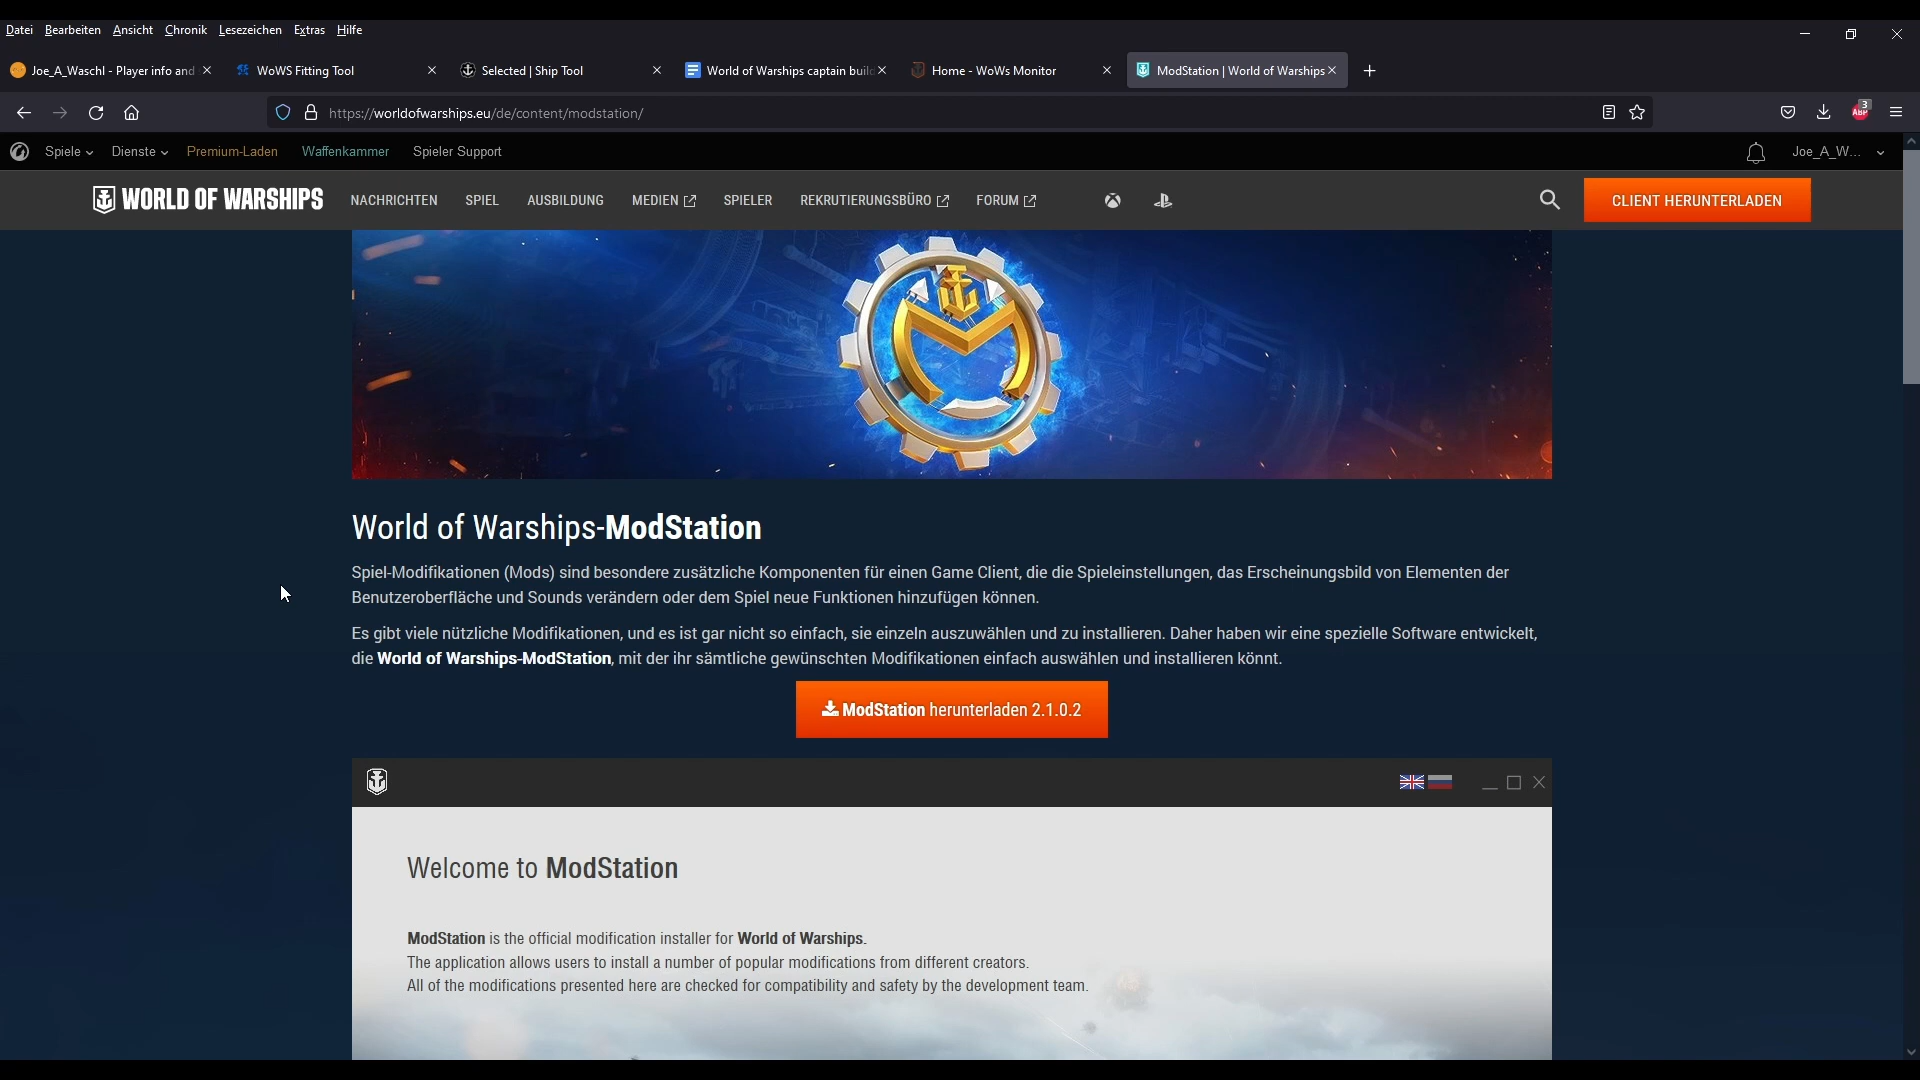 Datei Bearbeiten Ansicht Chronik Lesezeichen Extras Hilfe
Joe_A_Waschl - Player info and WoWS Fitting Tool Selected | Ship Tool World of Warships captain build Home - WoWs Monitor ModStation | World of Warships
https://worldofwarships.eu/de/content/modstation/ ABP 3
Spiele Dienste Premium-Laden Waffenkammer Spieler Support Joe_A_W...
WORLD OF WARSHIPS NACHRICHTEN SPIEL AUSBILDUNG MEDIEN SPIELER REKRUTIERUNGSBÜRO FORUM CLIENT HERUNTERLADEN
World of Warships-ModStation
Spiel-Modifikationen (Mods) sind besondere zusätzliche Komponenten für einen Game Client, die die Spieleinstellungen, das Erscheinungsbild von Elementen der
Benutzeroberfläche und Sounds verändern oder dem Spiel neue Funktionen hinzufügen können.
Es gibt viele nützliche Modifikationen, und es ist gar nicht so einfach, sie einzeln auszuwählen und zu installieren. Daher haben wir eine spezielle Software entwickelt,
die World of Warships-ModStation, mit der ihr sämtliche gewünschten Modifikationen einfach auswählen und installieren könnt.
ModStation herunterladen 2.1.0.2
Welcome to ModStation
ModStation is the official modification installer for World of Warships.
The application allows users to install a number of popular modifications from different creators.
All of the modifications presented here are checked for compatibility and safety by the development team.